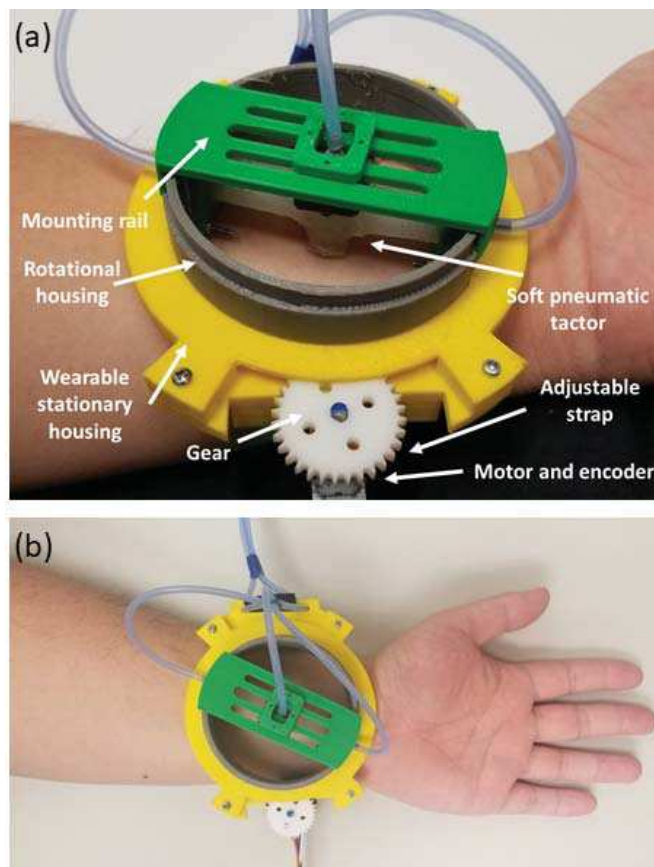 (a)
Mounting rail
Rotational
housing
Soft pneumatic
tactor
Wearable
stationary
housing
Adjustable
strap
Gear
Motor and encoder
(b)